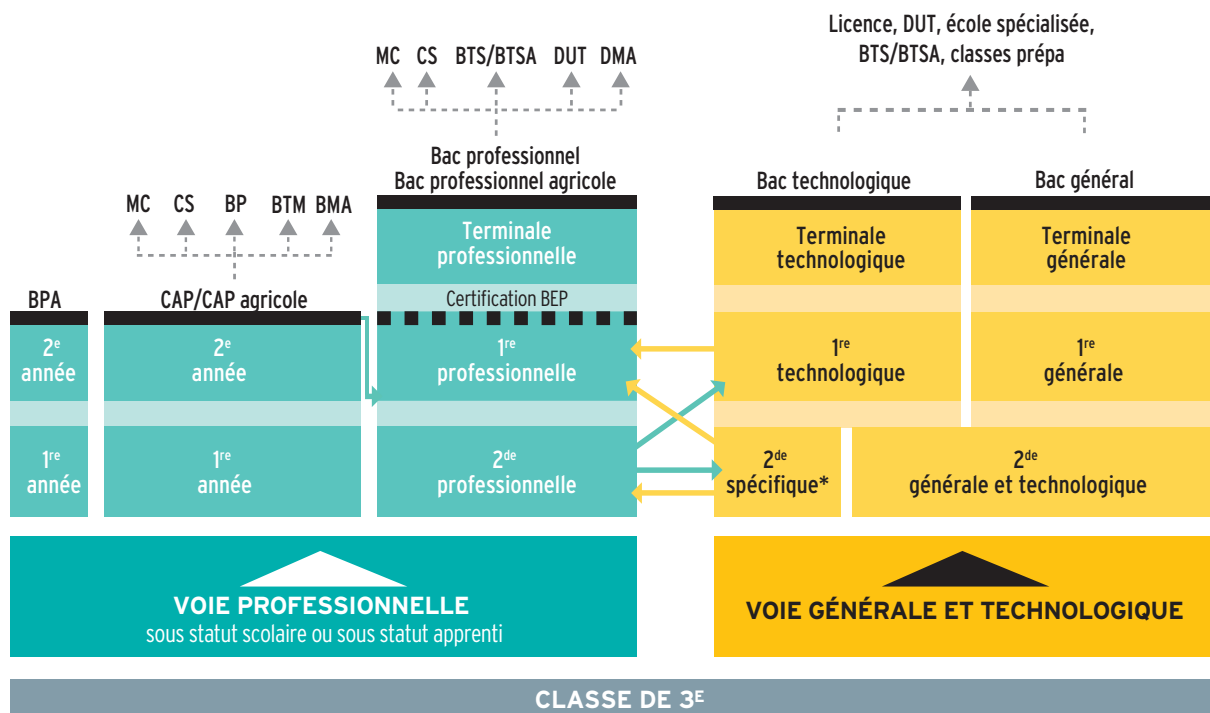 Licence, DUT, école spécialisée,
BTS/BTSA, classes prépa
MC CS BTS/BTSA DUT DMA
Bac professionnel
Bac professionnel agricole
Bac technologique
Bac général
MC CS BP BTM BMA
Terminale
professionnelle
Terminale
technologique
Terminale
générale
BPA
CAP/CAP agricole
Certification BEP
2e
année
2e
année
1re
professionnelle
1re
technologique
1re
générale
1re
année
1re
année
2de
professionnelle
2de
spécifique*
2de
générale et technologique
VOIE PROFESSIONNELLE
sous statut scolaire ou sous statut apprenti
VOIE GÉNÉRALE ET TECHNOLOGIQUE
CLASSE DE 3E